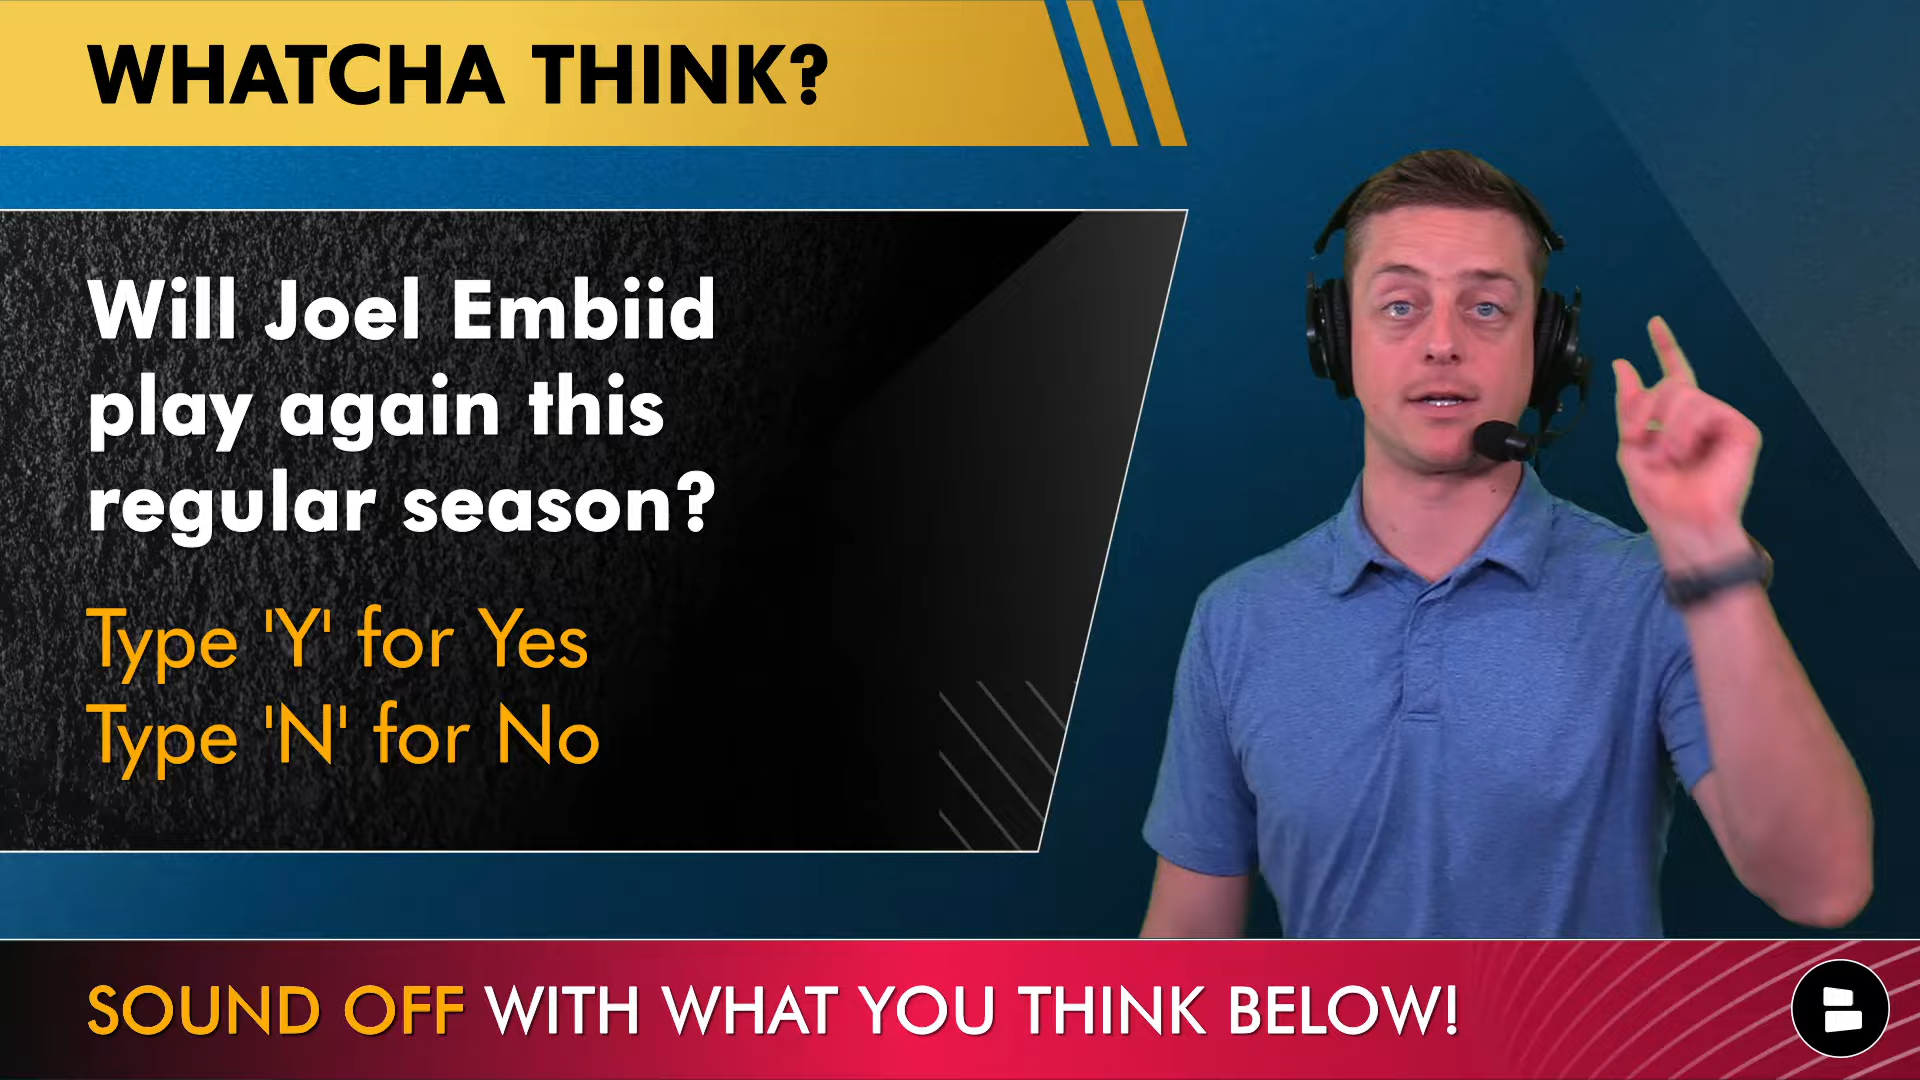 WHATCHA THINK?
Will Joel Embiid
play again this
regular season?
Type 'Y' for Yes
Type 'N' for No
SOUND OFF WITH WHAT YOU THINK BELOW!